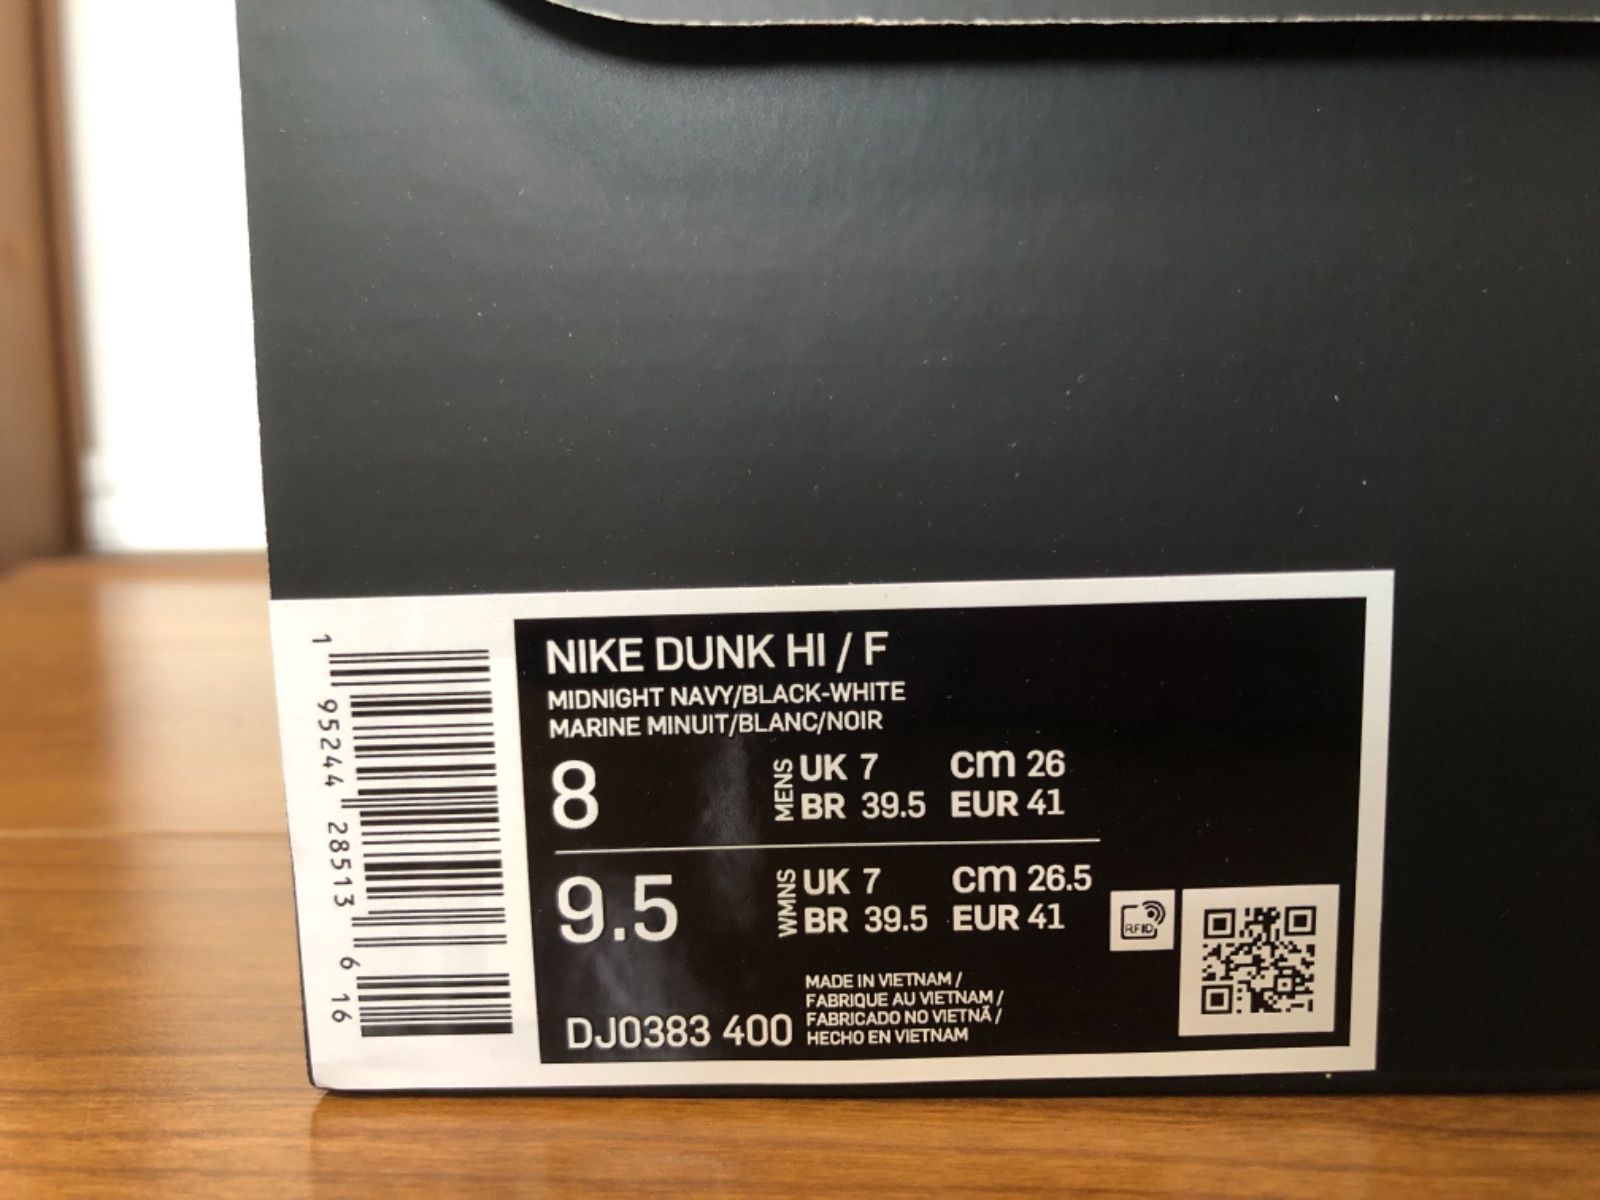 NIKE DUNK HI / F
MIDNIGHT NAVY/BLACK-WHITE
MARINE MINUIT/BLANC/NOIR
8
MENS
UK 7 cm 26
BR 39.5 EUR 41
9.5
WMNS
UK 7 cm 26.5
BR 39.5 EUR 41
RFID
DJ0383 400
MADE IN VIETNAM /
FABRIQUE AU VIETNAM /
FABRICADO NO VIETNÃ /
HECHO EN VIETNAM
1 95244 28513 6 16